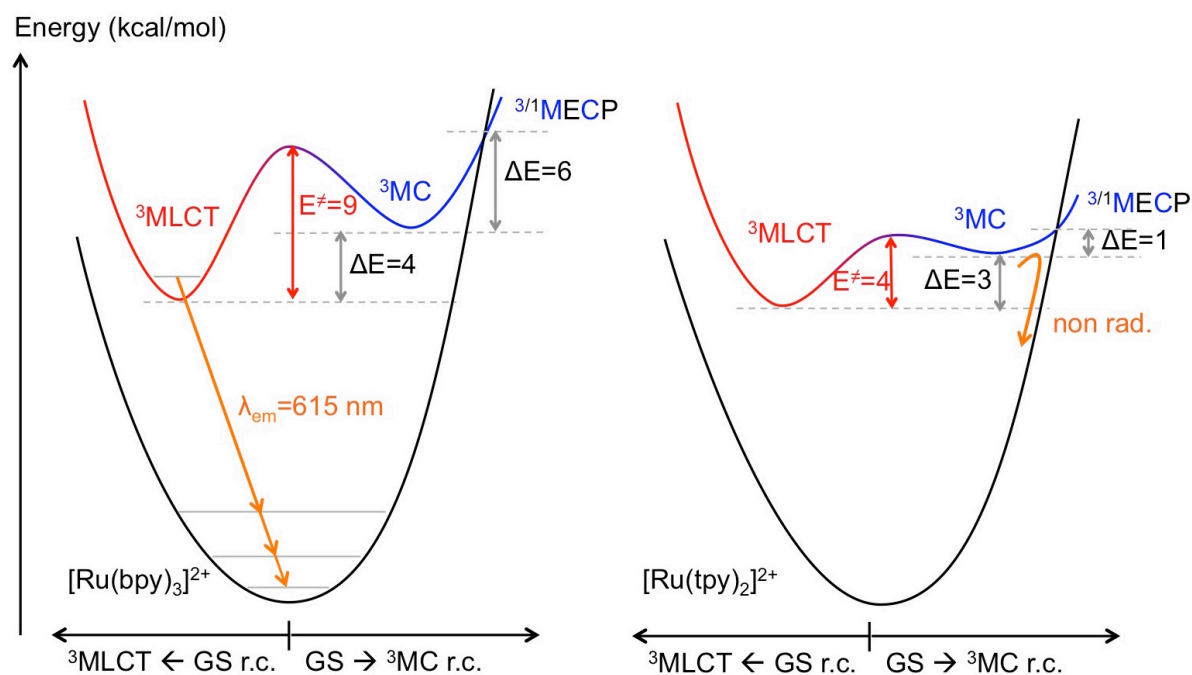 Energy (kcal/mol)
³MLCT
E≠=9
³MC
³/¹MECP
ΔE=6
ΔE=4
λem=615 nm
[Ru(bpy)₃]²⁺
³MLCT ← GS r.c.
GS → ³MC r.c.
³MLCT
E≠=4
³MC
³/¹MECP
ΔE=1
ΔE=3
non rad.
[Ru(tpy)₂]²⁺
³MLCT ← GS r.c.
GS → ³MC r.c.